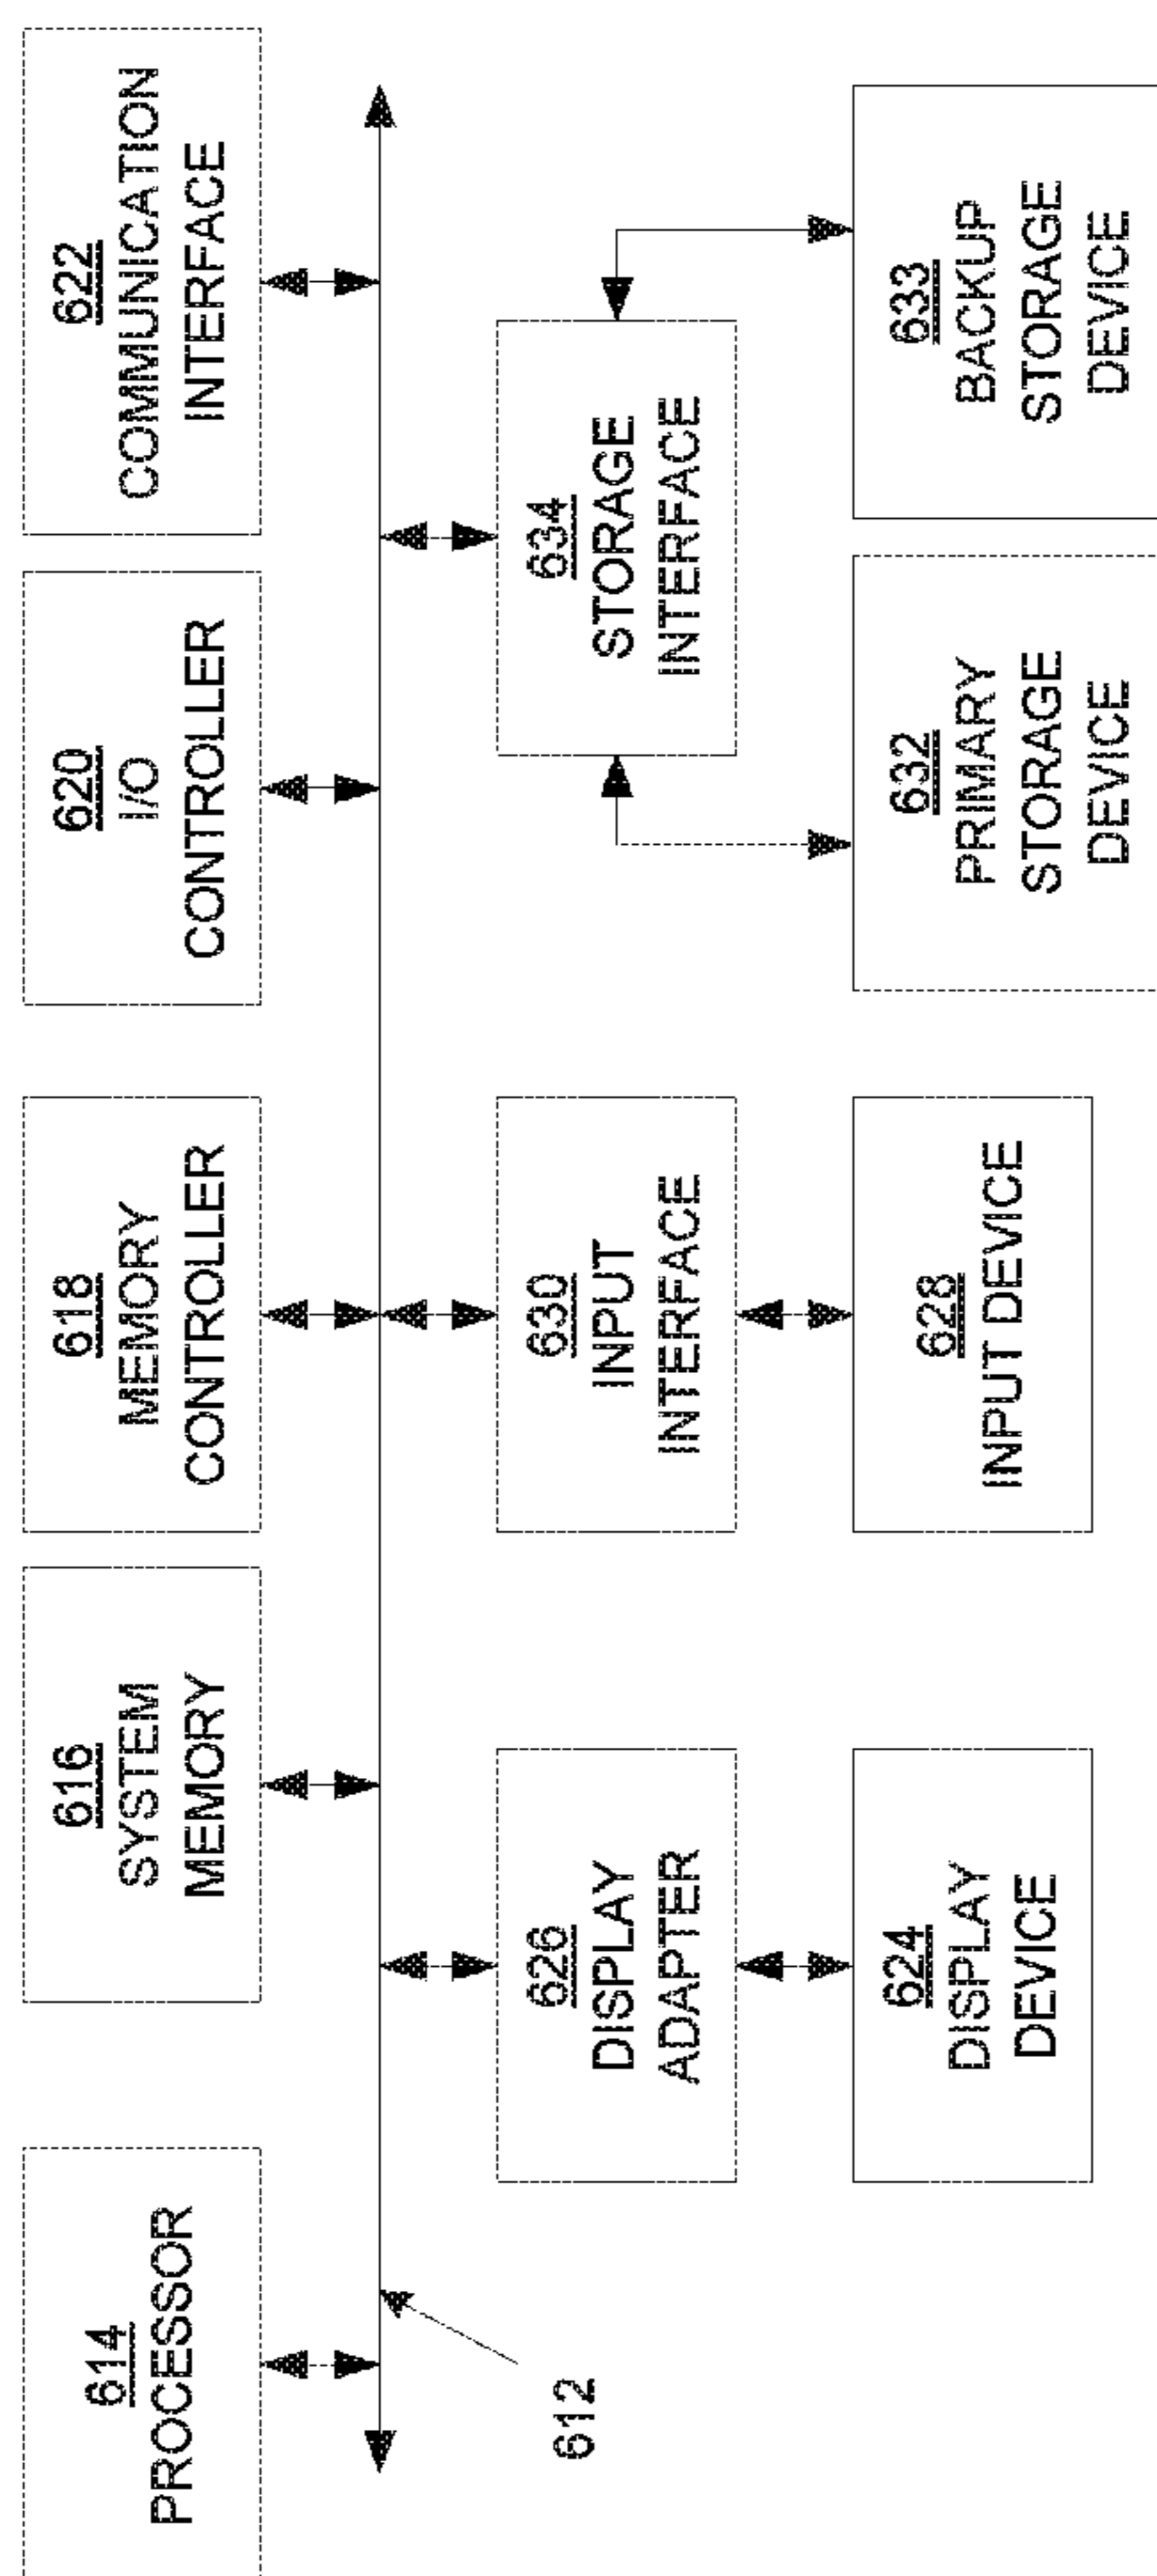 614
PROCESSOR
616
SYSTEM
MEMORY
618
MEMORY
CONTROLLER
620
I/O
CONTROLLER
622
COMMUNICATION
INTERFACE
612
626
DISPLAY
ADAPTER
630
INPUT
INTERFACE
634
STORAGE
INTERFACE
624
DISPLAY
DEVICE
628
INPUT DEVICE
632
PRIMARY
STORAGE
DEVICE
633
BACKUP
STORAGE
DEVICE